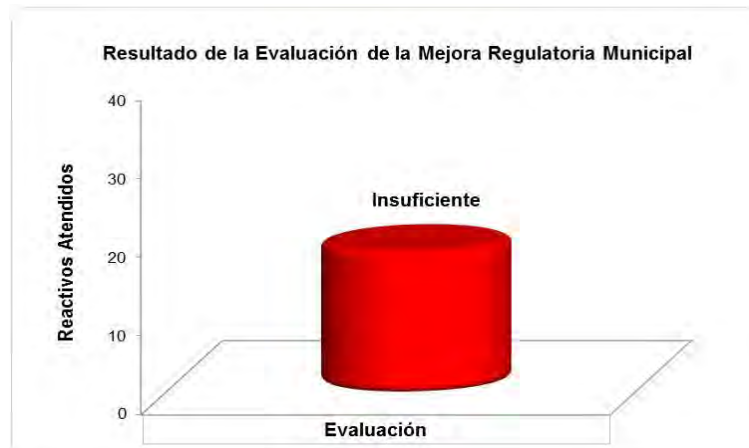 Resultado de la Evaluación de la Mejora Regulatoria Municipal
Reactivos Atendidos
40
30
20
10
0
Insuficiente
Evaluación